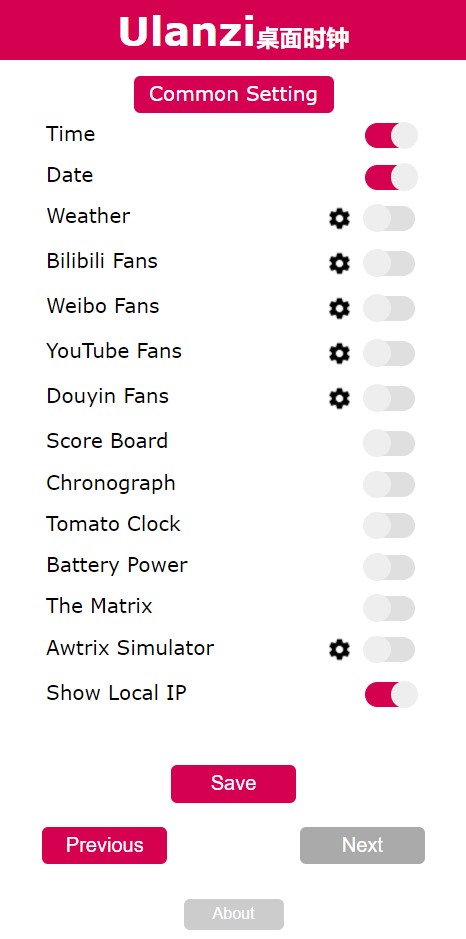 Ulanzi桌面时钟
Common Setting
Time
Date
Weather
Bilibili Fans
Weibo Fans
YouTube Fans
Douyin Fans
Score Board
Chronograph
Tomato Clock
Battery Power
The Matrix
Awtrix Simulator
Show Local IP
Save
Previous Next
About